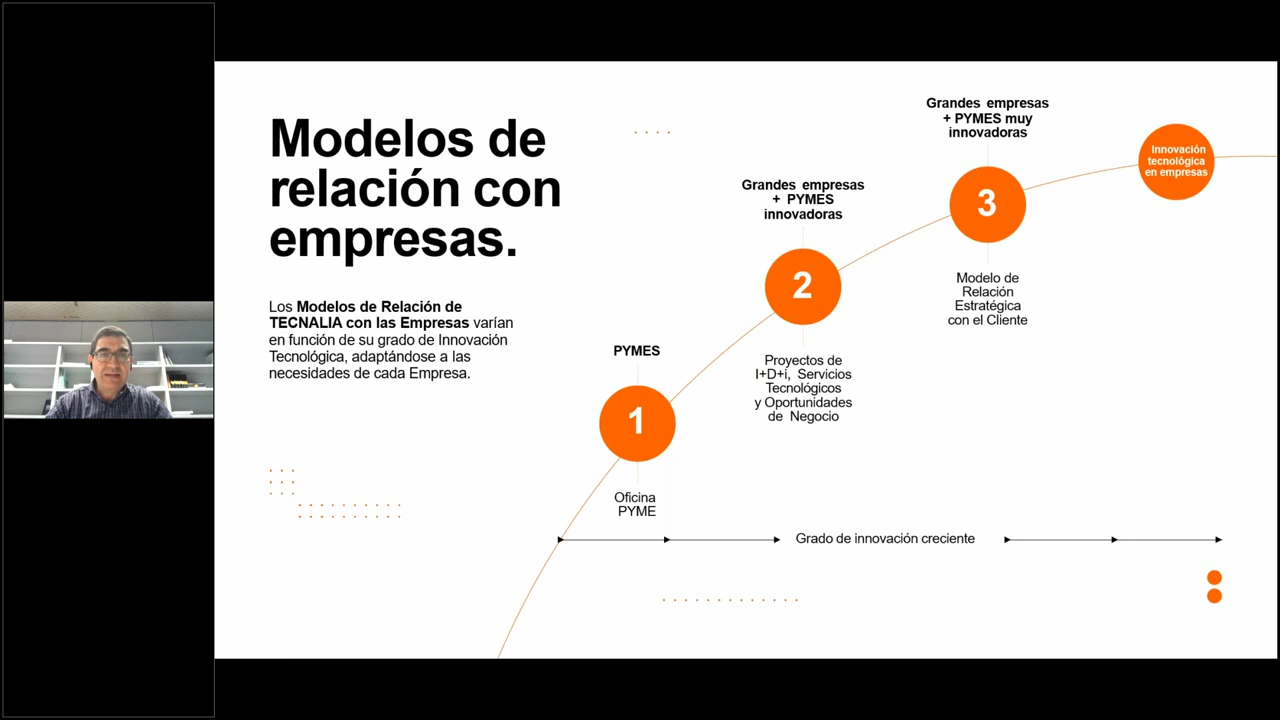 Modelos de
relación con
empresas.
Los Modelos de Relación de
TECNALIA con las Empresas varían
en función de su grado de Innovación
Tecnológica, adaptándose a las
necesidades de cada Empresa.
PYMES
1
Oficina
PYME
Grandes empresas
+ PYMES
innovadoras
2
Proyectos de
I+D+i, Servicios
Tecnológicos
y Oportunidades
de Negocio
Grandes empresas
+ PYMES muy
innovadoras
3
Modelo de
Relación
Estratégica
con el Cliente
Innovación
tecnológica
en empresas
Grado de innovación creciente